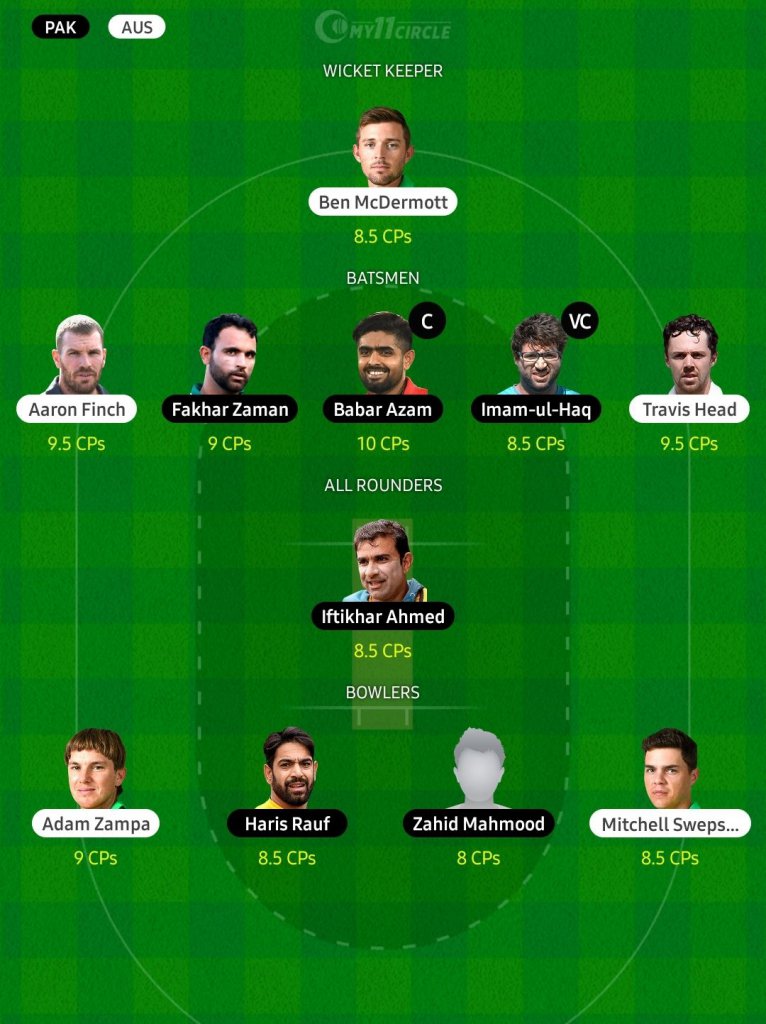 PAK AUS MY11CIRCLE
WICKET KEEPER
Ben McDermott
8.5 CPs
BATSMEN
C VC
Aaron Finch Fakhar Zaman Babar Azam Imam-ul-Haq Travis Head
9.5 CPs 9 CPs 10 CPs 8.5 CPs 9.5 CPs
ALL ROUNDERS
Iftikhar Ahmed
8.5 CPs
BOWLERS
Adam Zampa Haris Rauf Zahid Mahmood Mitchell Sweps...
9 CPs 8.5 CPs 8 CPs 8.5 CPs